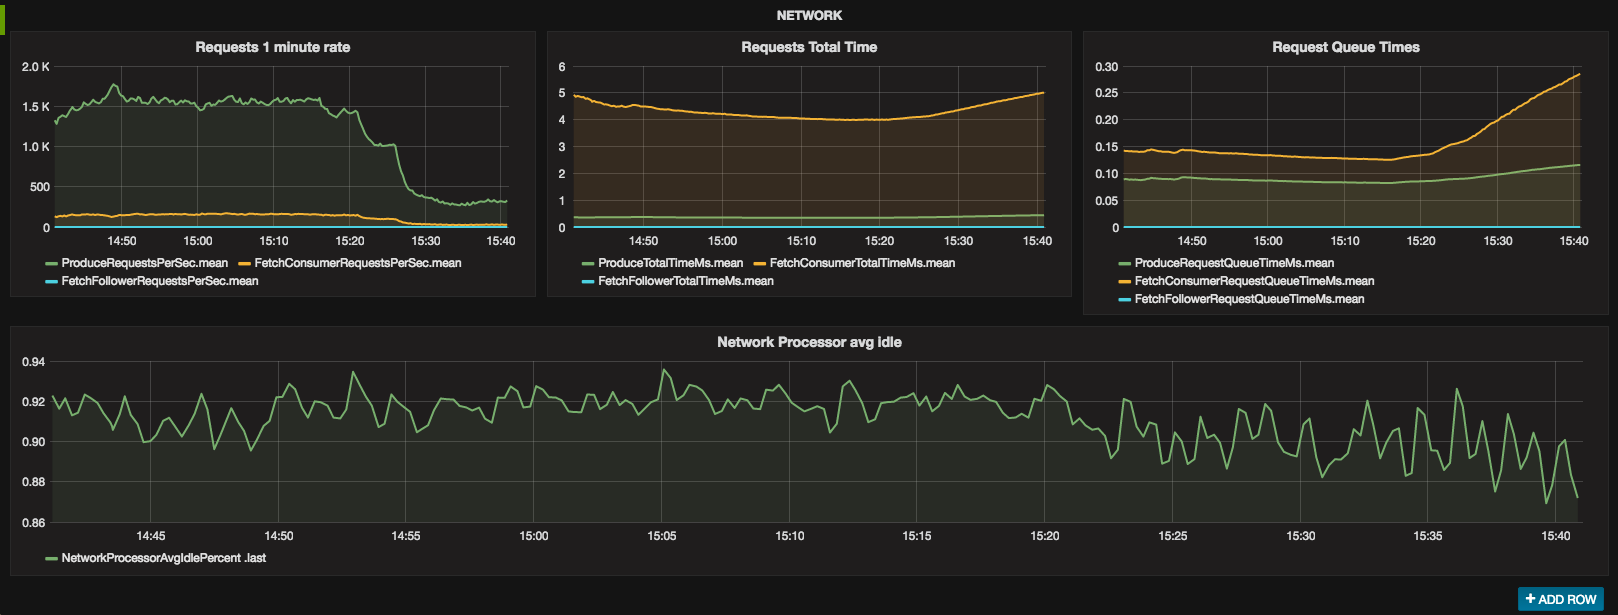 NETWORK
Requests 1 minute rate
2.0 K
1.5 K
1.0 K
500
0
14:50 15:00 15:10 15:20 15:30 15:40
ProduceRequestsPerSec.mean FetchConsumerRequestsPerSec.mean
FetchFollowerRequestsPerSec.mean
Requests Total Time
6
5
4
3
2
1
0
14:50 15:00 15:10 15:20 15:30 15:40
ProduceTotalTimeMs.mean FetchConsumerTotalTimeMs.mean
FetchFollowerTotalTimeMs.mean
Request Queue Times
0.30
0.25
0.20
0.15
0.10
0.05
0
14:50 15:00 15:10 15:20 15:30 15:40
ProduceRequestQueueTimeMs.mean
FetchConsumerRequestQueueTimeMs.mean
FetchFollowerRequestQueueTimeMs.mean
Network Processor avg idle
0.94
0.92
0.90
0.88
0.86
14:45 14:50 14:55 15:00 15:05 15:10 15:15 15:20 15:25 15:30 15:35 15:40
NetworkProcessorAvgIdlePercent .last
+ ADD ROW